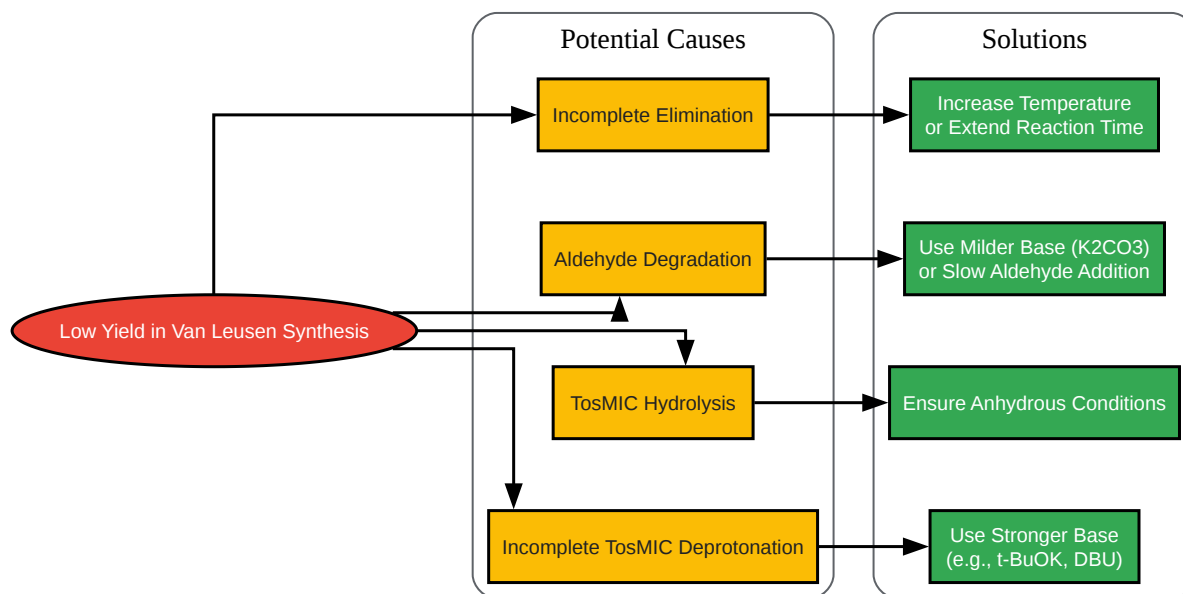 Potential Causes
Solutions
Incomplete Elimination
Increase Temperature
or Extend Reaction Time
Aldehyde Degradation
Use Milder Base (K2CO3)
or Slow Aldehyde Addition
Low Yield in Van Leusen Synthesis
TosMIC Hydrolysis
Ensure Anhydrous Conditions
Incomplete TosMIC Deprotonation
Use Stronger Base
(e.g., t-BuOK, DBU)